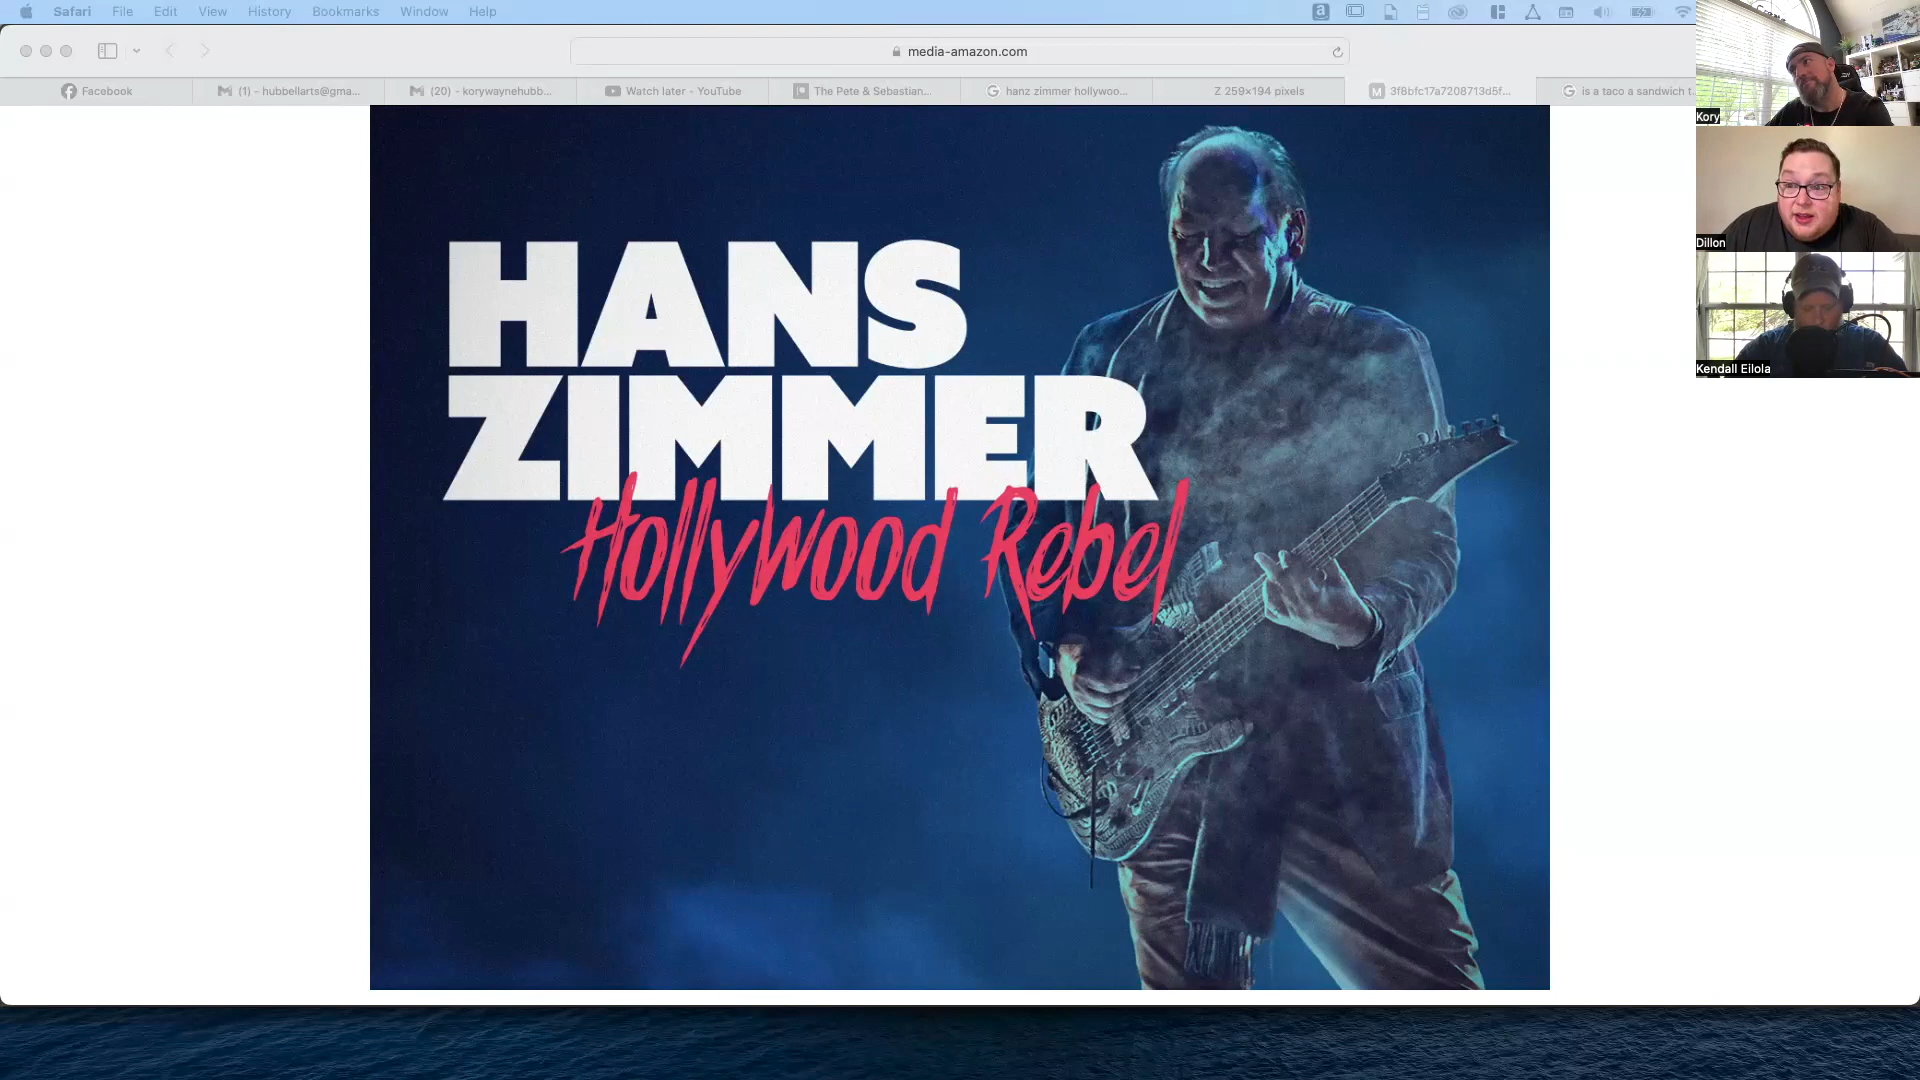 Safari File Edit View History Bookmarks Window Help
media-amazon.com
Facebook
(1) - hubbellarts@gma...
(20) - korywaynehubb...
Watch later - YouTube
The Pete & Sebastian...
hanz zimmer hollywoo...
Z 259×194 pixels
3f8bfc17a7208713d5f...
is a taco a sandwich t...
Kory
Dillon
Kendall Eilola
HANS
ZIMMER
Hollywood Rebel